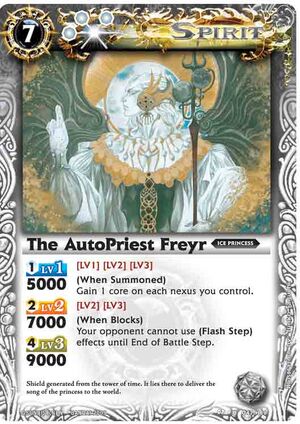 7
SPIRIT
The AutoPriest Freyr
ICE PRINCESS
1 LV1
5000
[LV1] [LV2] [LV3]
(When Summoned)
Gain 1 core on each nexus you control.
2 LV2
7000
[LV2] [LV3]
(When Blocks)
Your opponent cannot use (Flash Step)
effects until End of Battle Step.
4 LV3
9000
Shield generated from the tower of time. It lies there to deliver the
song of the princess to the world.